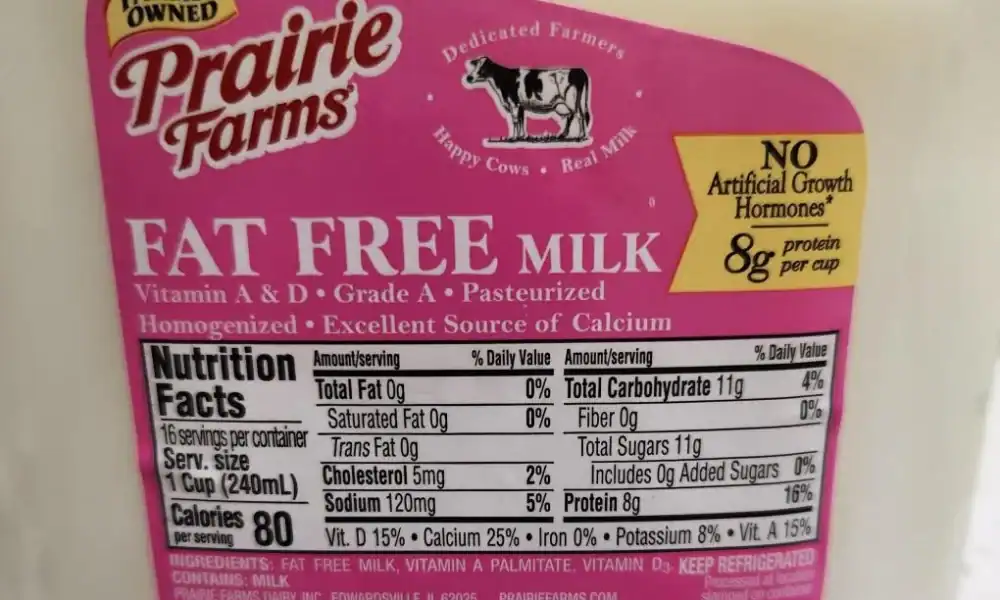 OWNED
Prairie
Farms
Dedicated Farmers
Happy Cows • Real Milk
NO
Artificial Growth
Hormones*
8g protein
per cup
FAT FREE MILK
Vitamin A & D • Grade A • Pasteurized
Homogenized • Excellent Source of Calcium
Nutrition
Facts
16 servings per container
Serv. size
1 Cup (240mL)
Calories 80
per serving
Amount/serving % Daily Value
Total Fat 0g 0%
Saturated Fat 0g 0%
Trans Fat 0g
Cholesterol 5mg 2%
Sodium 120mg 5%
Amount/serving % Daily Value
Total Carbohydrate 11g 4%
Fiber 0g 0%
Total Sugars 11g
Includes 0g Added Sugars 0%
Protein 8g 16%
Vit. D 15% • Calcium 25% • Iron 0% • Potassium 8% • Vit. A 15%
INGREDIENTS: FAT FREE MILK, VITAMIN A PALMITATE, VITAMIN D3.
CONTAINS: MILK
PRAIRIE FARMS DAIRY, INC. EDWARDSVILLE, IL 62025 PRAIRIEFARMS.COM
KEEP REFRIGERATED
Processed at location
stamped on container